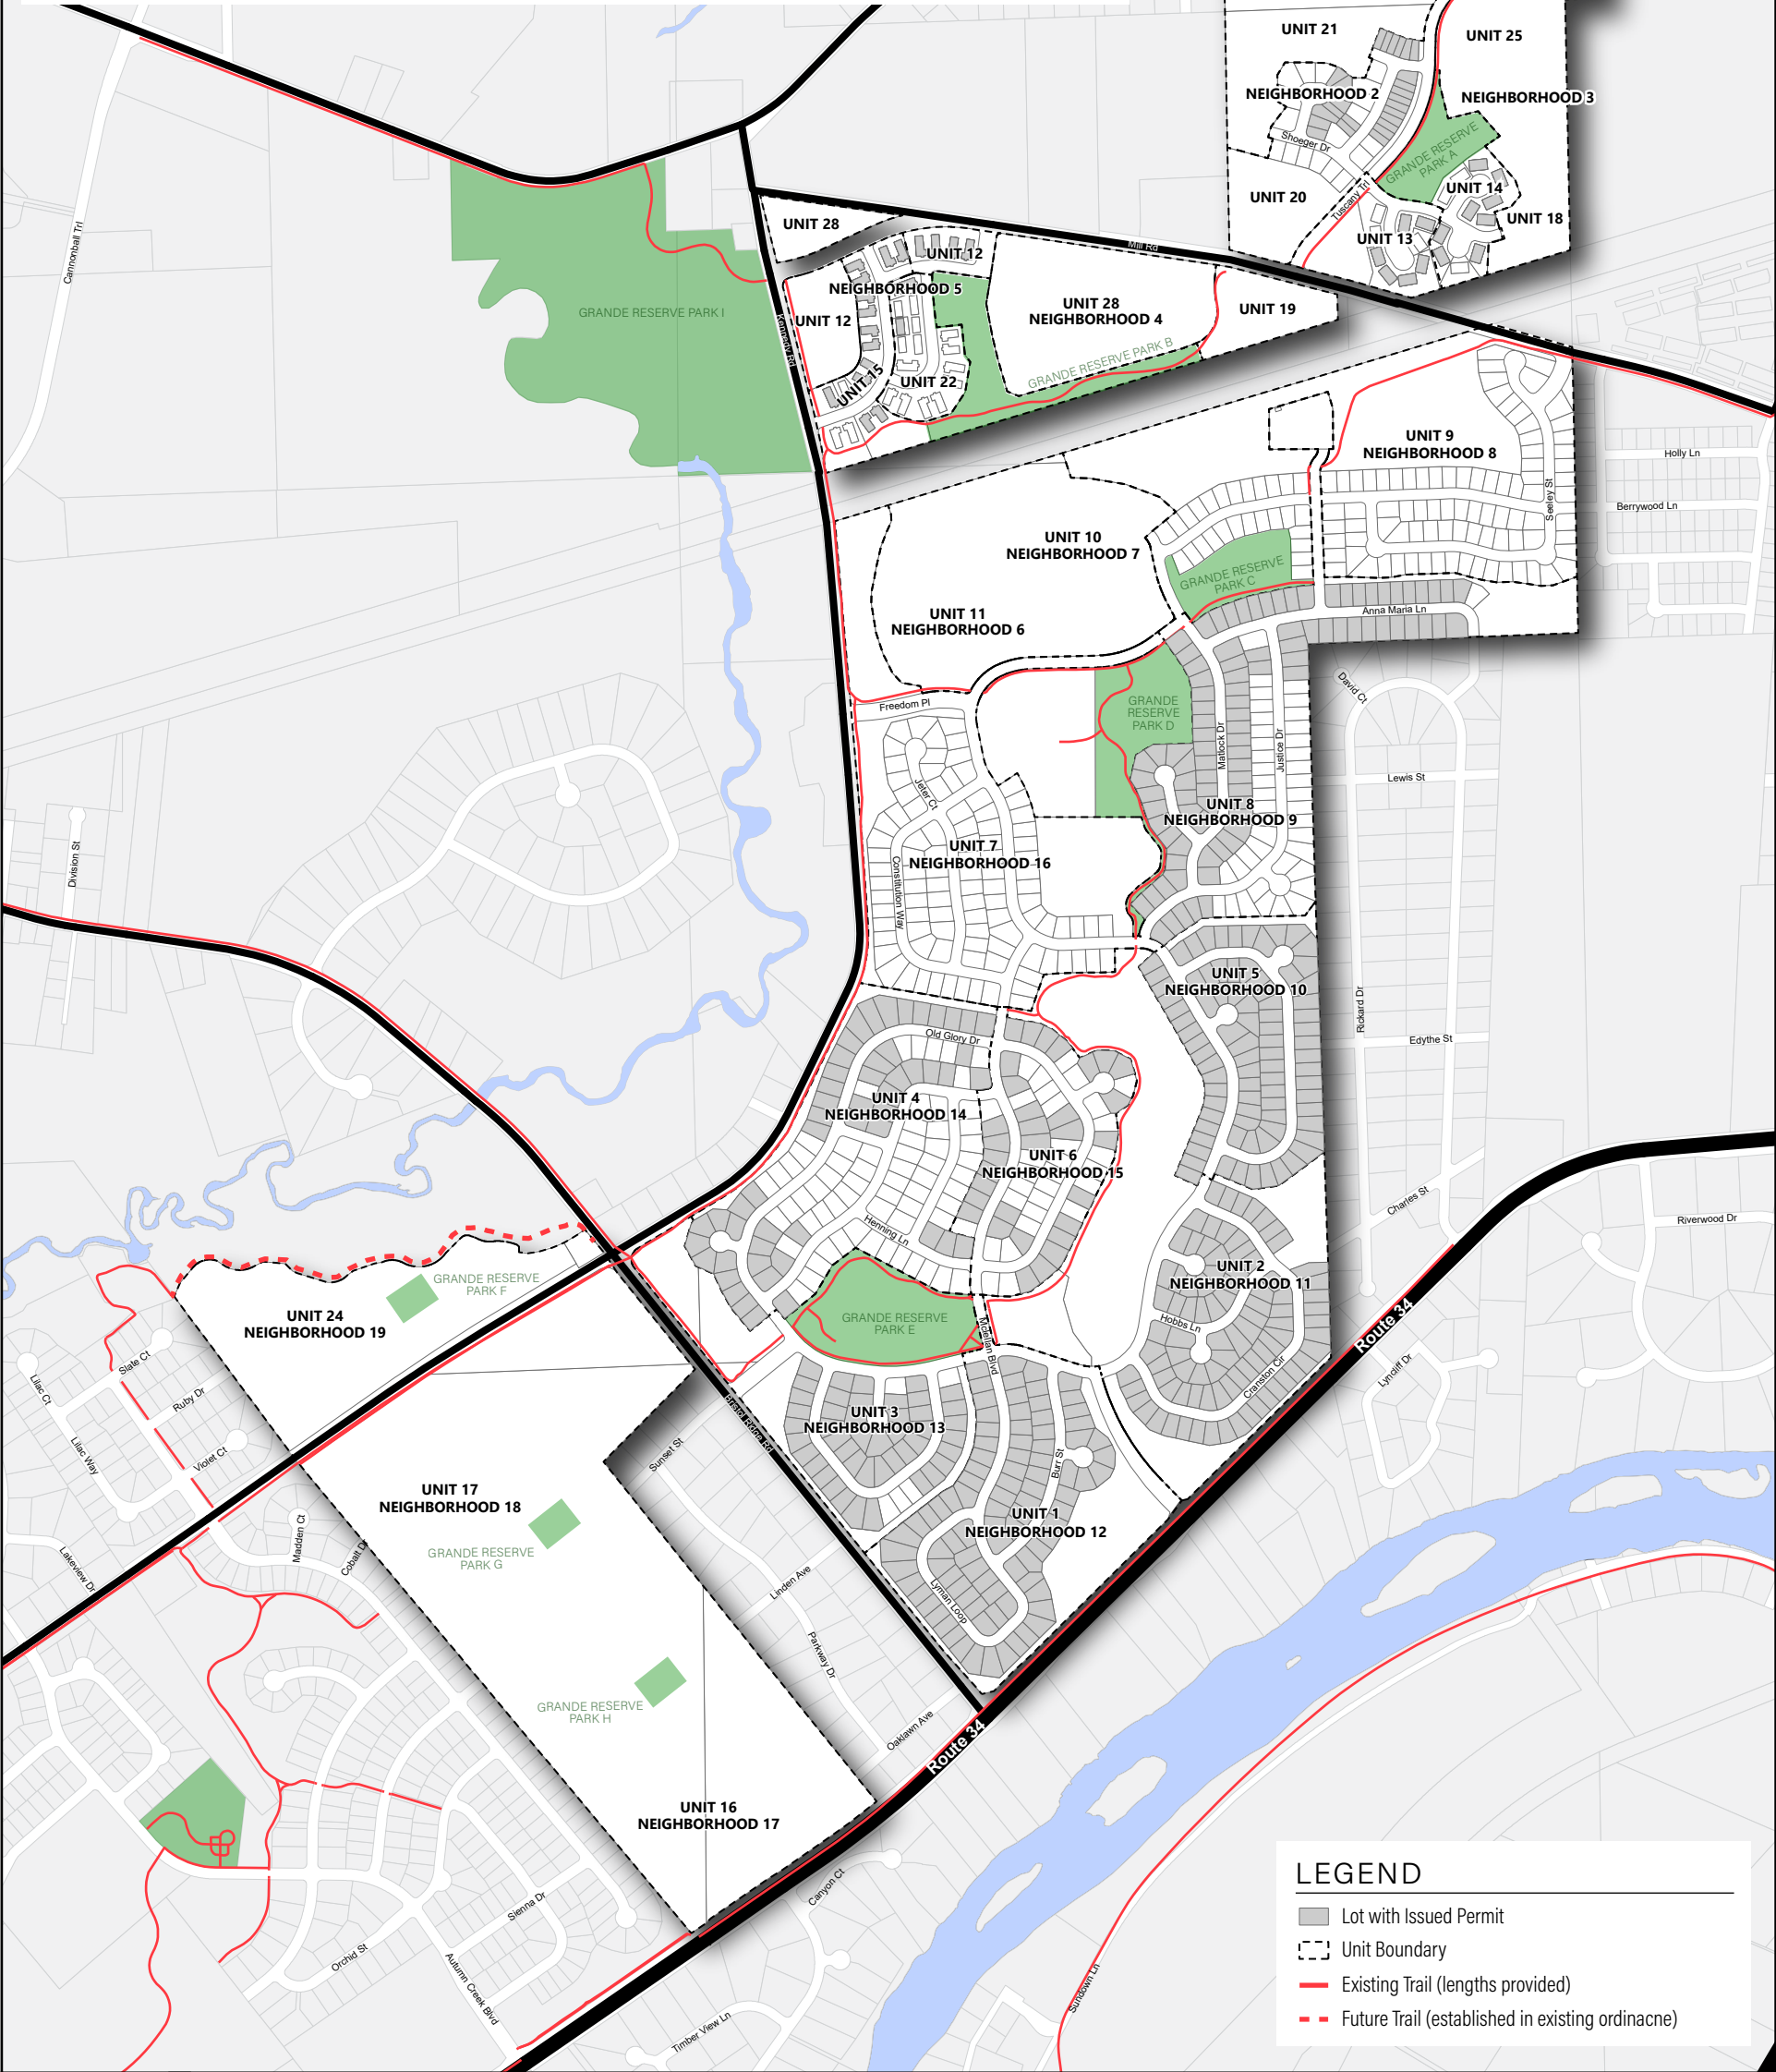 UNIT 21
UNIT 25
NEIGHBORHOOD 2
NEIGHBORHOOD 3
Shoeger Dr
GRANDE RESERVE
PARK A
UNIT 14
UNIT 20
Tuscany Trl
UNIT 18
UNIT 13
Cannonball Trl
UNIT 28
Mill Rd
UNIT 12
NEIGHBORHOOD 5
UNIT 28
NEIGHBORHOOD 4
UNIT 19
GRANDE RESERVE PARK I
UNIT 12
Kennedy Rd
GRANDE RESERVE PARK B
UNIT 15
UNIT 22
UNIT 9
NEIGHBORHOOD 8
Holly Ln
Seeley St
Berrywood Ln
UNIT 10
NEIGHBORHOOD 7
GRANDE RESERVE
PARK C
Anna Maria Ln
UNIT 11
NEIGHBORHOOD 6
David Ct
GRANDE
RESERVE
PARK D
Freedom Pl
Matlock Dr
Justice Dr
Lewis St
Jeter Ct
UNIT 8
NEIGHBORHOOD 9
UNIT 7
NEIGHBORHOOD 16
Division St
Constitution Way
UNIT 5
NEIGHBORHOOD 10
Rickard Dr
Edythe St
Old Glory Dr
UNIT 4
NEIGHBORHOOD 14
UNIT 6
NEIGHBORHOOD 15
Charles St
Riverwood Dr
Henning Ln
UNIT 2
NEIGHBORHOOD 11
GRANDE RESERVE
PARK F
UNIT 24
NEIGHBORHOOD 19
GRANDE RESERVE
PARK E
Mclellan Blvd
Hobbs Ln
Route 34
Slate Ct
Lyncliff Dr
Cranston Cir
Lilac Ct
Ruby Dr
UNIT 3
NEIGHBORHOOD 13
Bristol Ridge Rd
Sunset St
Lilac Way
Violet Ct
Burr St
UNIT 17
NEIGHBORHOOD 18
UNIT 1
NEIGHBORHOOD 12
Madden Ct
Cobalt Dr
GRANDE RESERVE
PARK G
Lakeview Dr
Linden Ave
Lyman Loop
Parkway Dr
GRANDE RESERVE
PARK H
Oaklawn Ave
Route 34
UNIT 16
NEIGHBORHOOD 17
Canyon Ct
Sienna Dr
Orchid St
Autumn Creek Blvd
Timber View Ln
Sundown Ln
LEGEND
Lot with Issued Permit
Unit Boundary
Existing Trail (lengths provided)
Future Trail (established in existing ordinacne)